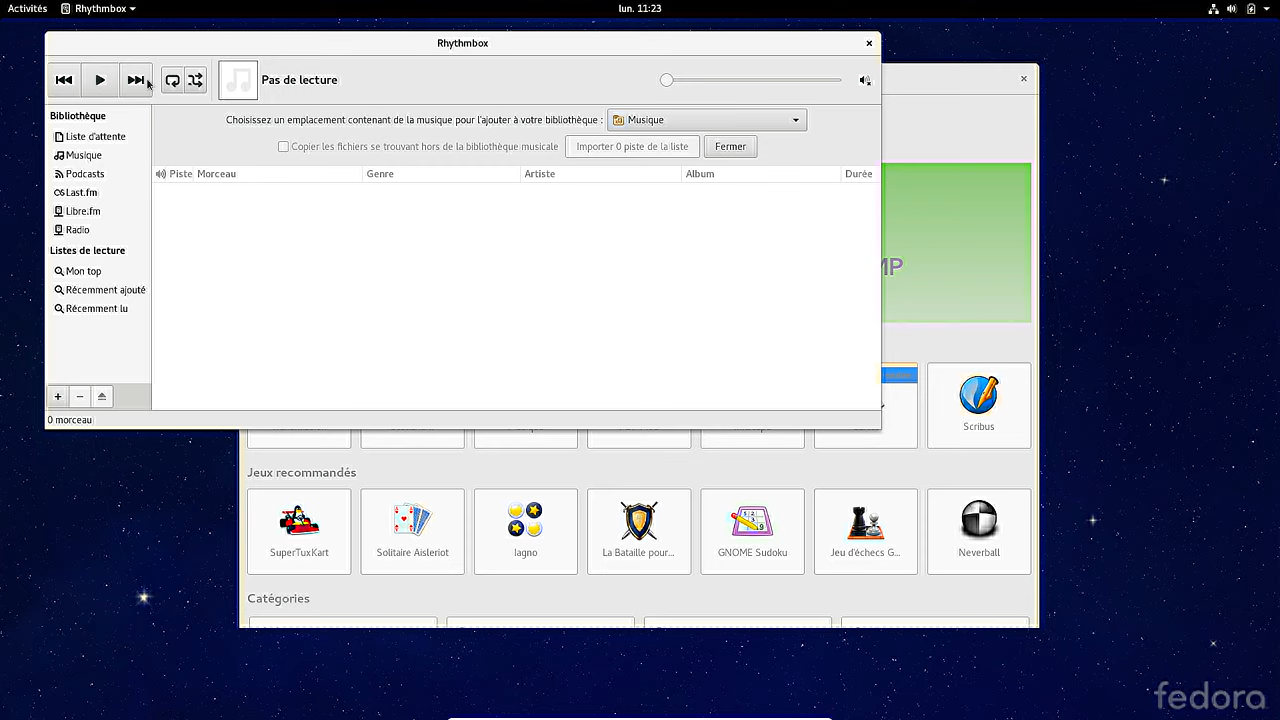 Activités Rhythmbox lun. 11:23
Rhythmbox
Pas de lecture
Bibliothèque
Liste d'attente
Musique
Podcasts
Last.fm
Libre.fm
Radio
Listes de lecture
Mon top
Récemment ajouté
Récemment lu
Choisissez un emplacement contenant de la musique pour l'ajouter à votre bibliothèque : Musique
Copier les fichiers se trouvant hors de la bibliothèque musicale Importer 0 piste de la liste Fermer
Piste Morceau Genre Artiste Album Durée
0 morceau
MP
Scribus
Jeux recommandés
SuperTuxKart Solitaire Aisleriot Iagno La Bataille pour... GNOME Sudoku Jeu d'échecs G... Neverball
Catégories
fedora